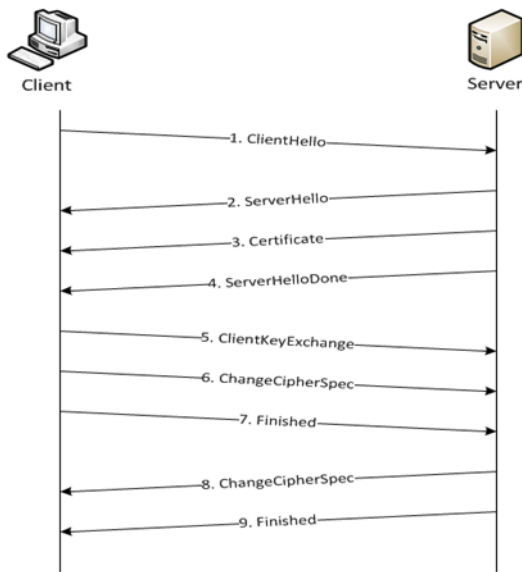 Client
Server
1. ClientHello
2. ServerHello
3. Certificate
4. ServerHelloDone
5. ClientKeyExchange
6. ChangeCipherSpec
7. Finished
8. ChangeCipherSpec
9. Finished